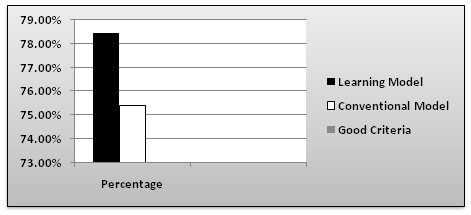 79.00%
78.00%
77.00%
76.00%
75.00%
74.00%
73.00%
Percentage
Learning Model
Conventional Model
Good Criteria